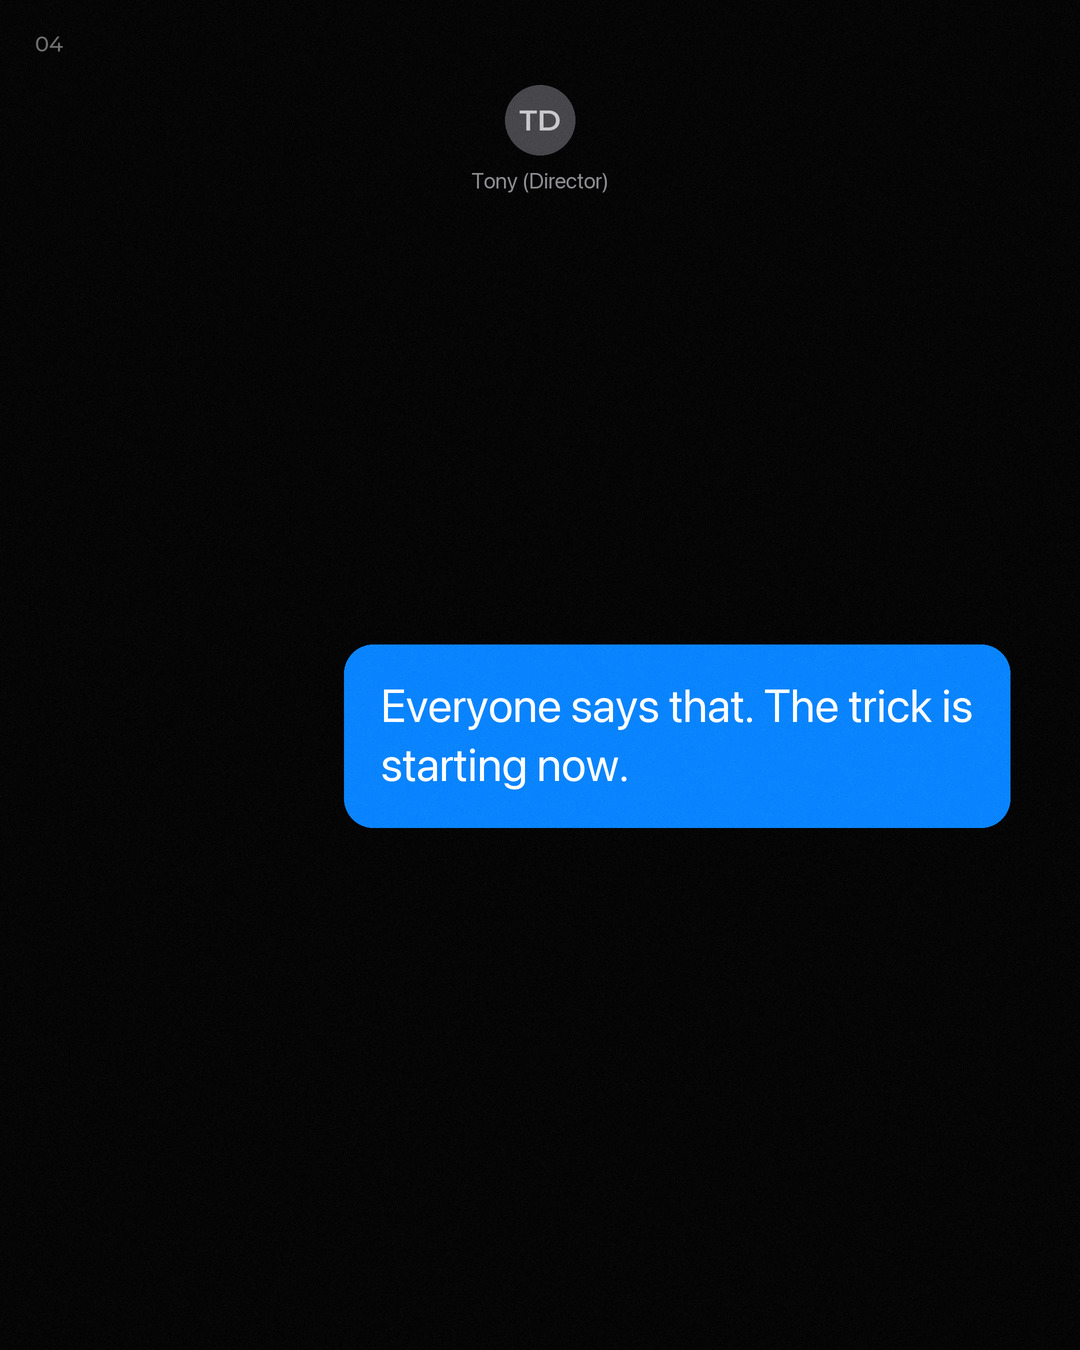 04
TD
Tony (Director)
Everyone says that. The trick is
starting now.